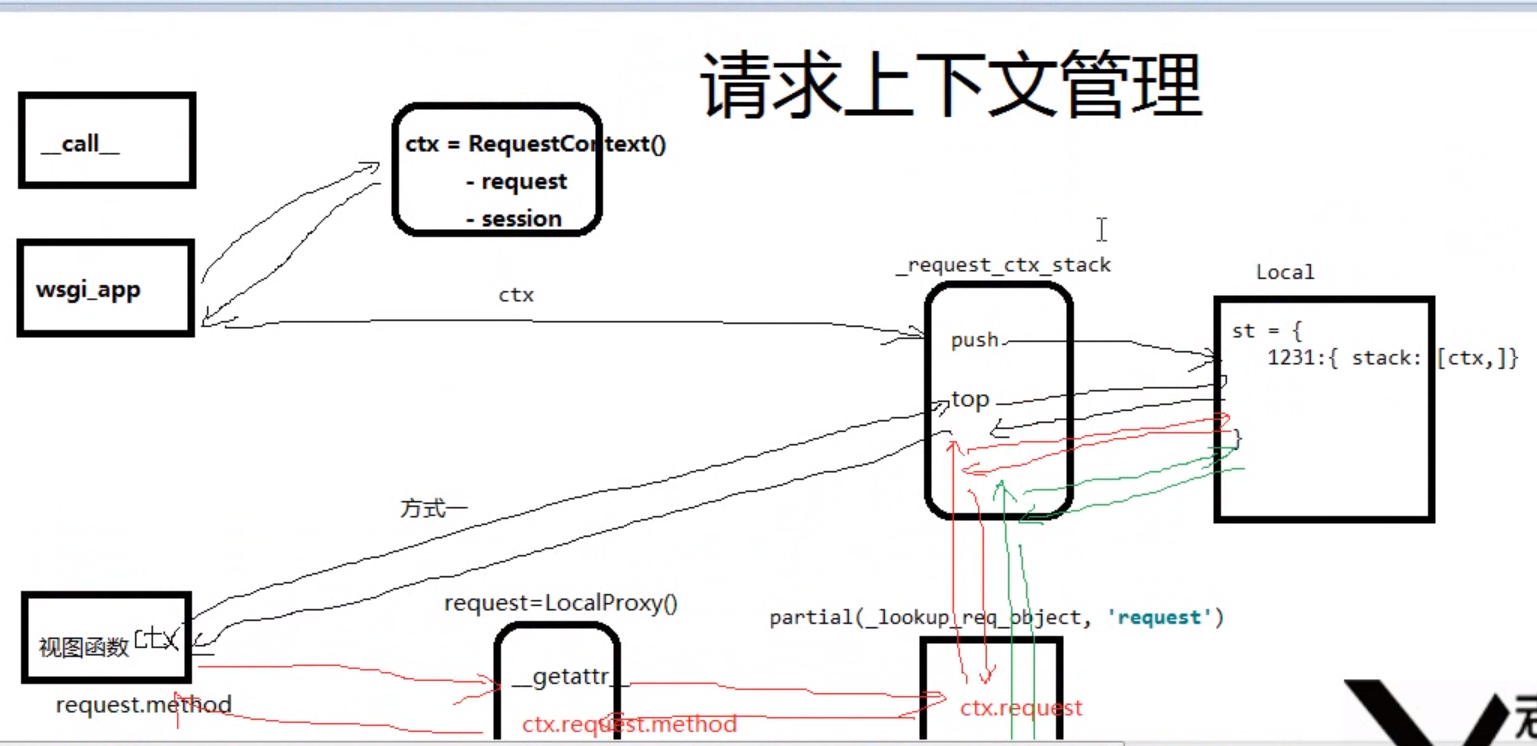 请求上下文管理
__call__
ctx = RequestContext()
- request
- session
wsgi_app
ctx
_request_ctx_stack
Local
push
st = {
1231:{ stack: [ctx,]}
top
}
方式一
request=LocalProxy()
partial(_lookup_req_object, 'request')
视图函数 ctx
__getattr__
request.method
ctx.request.method
ctx.request